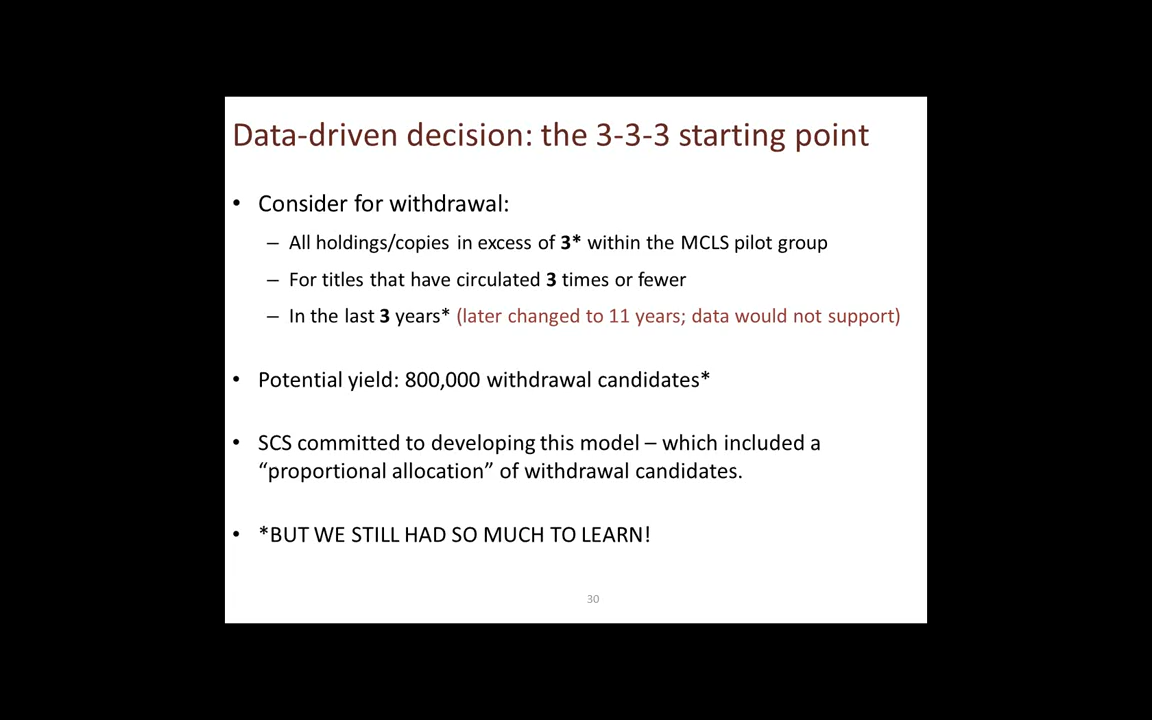 Data-driven decision: the 3-3-3 starting point
• Consider for withdrawal:
– All holdings/copies in excess of 3* within the MCLS pilot group
– For titles that have circulated 3 times or fewer
– In the last 3 years* (later changed to 11 years; data would not support)
• Potential yield: 800,000 withdrawal candidates*
• SCS committed to developing this model – which included a
“proportional allocation” of withdrawal candidates.
• *BUT WE STILL HAD SO MUCH TO LEARN!
30